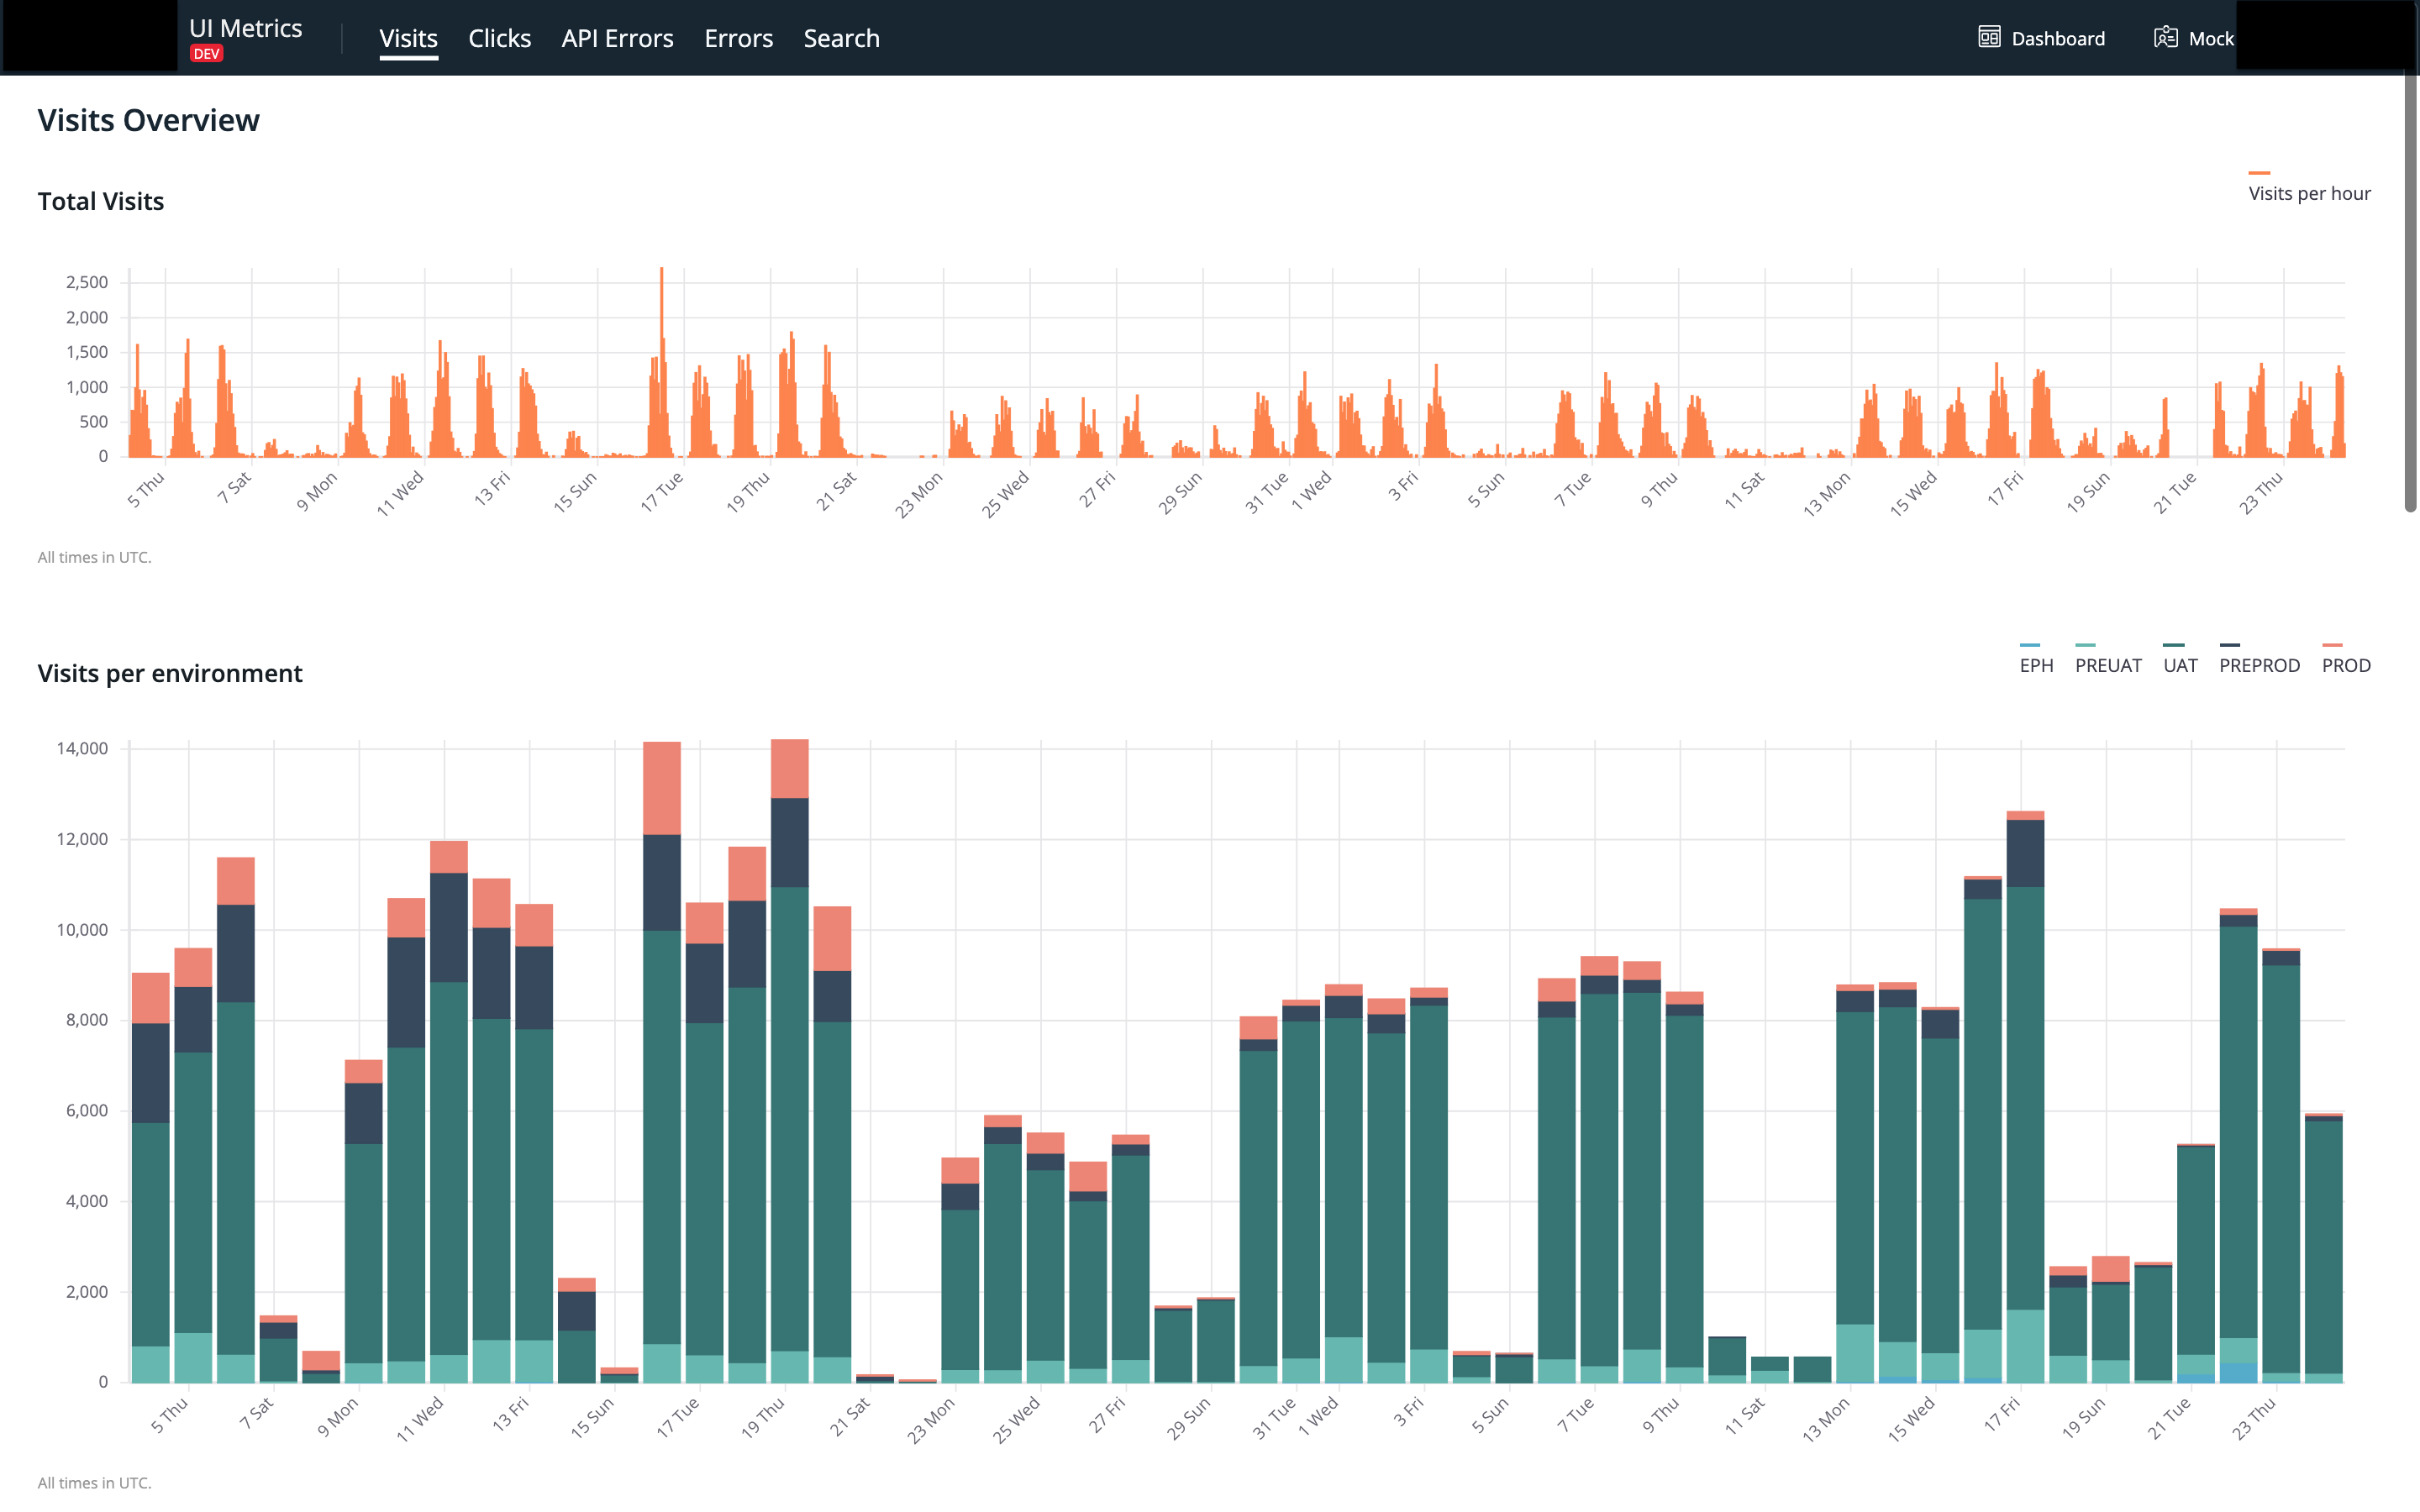 UI Metrics
DEV
Visits
Clicks
API Errors
Errors
Search
Dashboard
Mock
Visits Overview
Total Visits
Visits per hour
2,500
2,000
1,500
1,000
500
0
5 Thu
7 Sat
9 Mon
11 Wed
13 Fri
15 Sun
17 Tue
19 Thu
21 Sat
23 Mon
25 Wed
27 Fri
29 Sun
31 Tue
1 Wed
3 Fri
5 Sun
7 Tue
9 Thu
11 Sat
13 Mon
15 Wed
17 Fri
19 Sun
21 Tue
23 Thu
All times in UTC.
Visits per environment
EPH
PREUAT
UAT
PREPROD
PROD
14,000
12,000
10,000
8,000
6,000
4,000
2,000
0
5 Thu
7 Sat
9 Mon
11 Wed
13 Fri
15 Sun
17 Tue
19 Thu
21 Sat
23 Mon
25 Wed
27 Fri
29 Sun
31 Tue
1 Wed
3 Fri
5 Sun
7 Tue
9 Thu
11 Sat
13 Mon
15 Wed
17 Fri
19 Sun
21 Tue
23 Thu
All times in UTC.